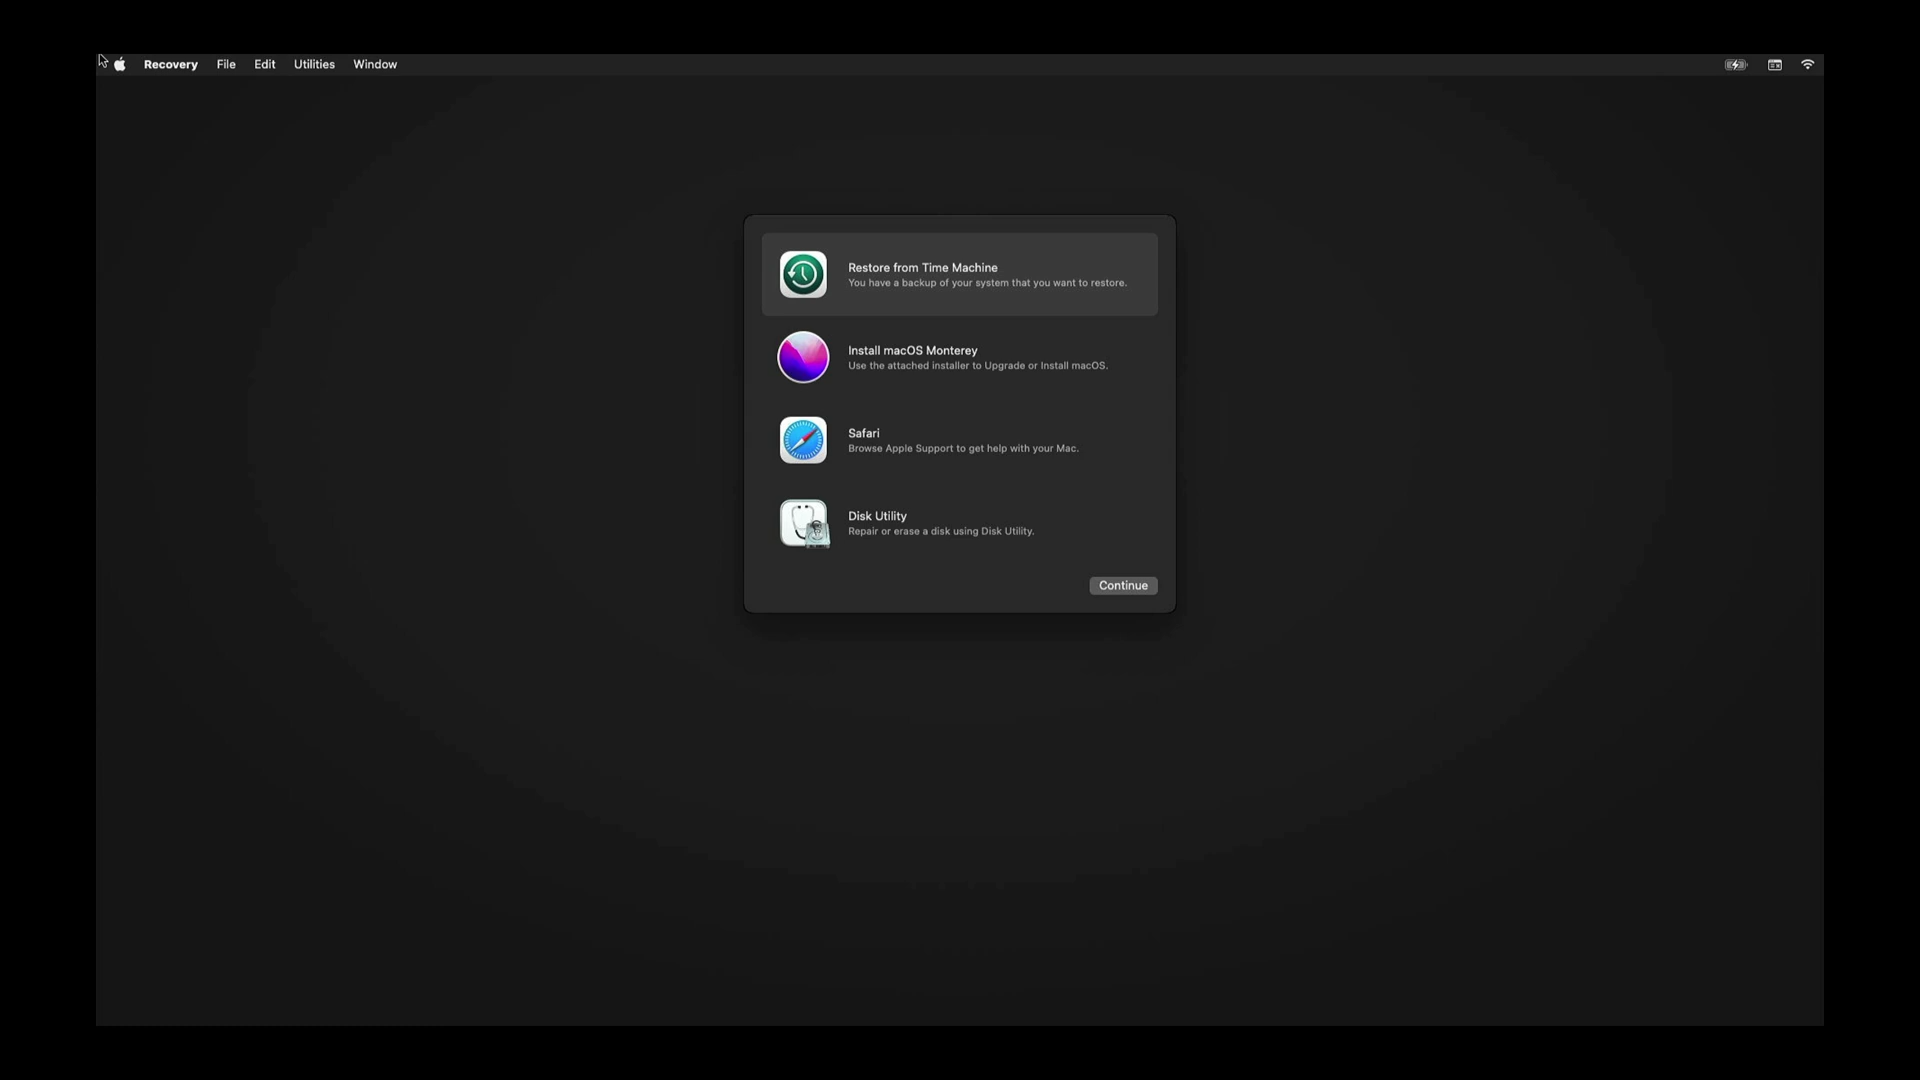 Recovery File Edit Utilities Window
Restore from Time Machine
You have a backup of your system that you want to restore.
Install macOS Monterey
Use the attached installer to Upgrade or Install macOS.
Safari
Browse Apple Support to get help with your Mac.
Disk Utility
Repair or erase a disk using Disk Utility.
Continue